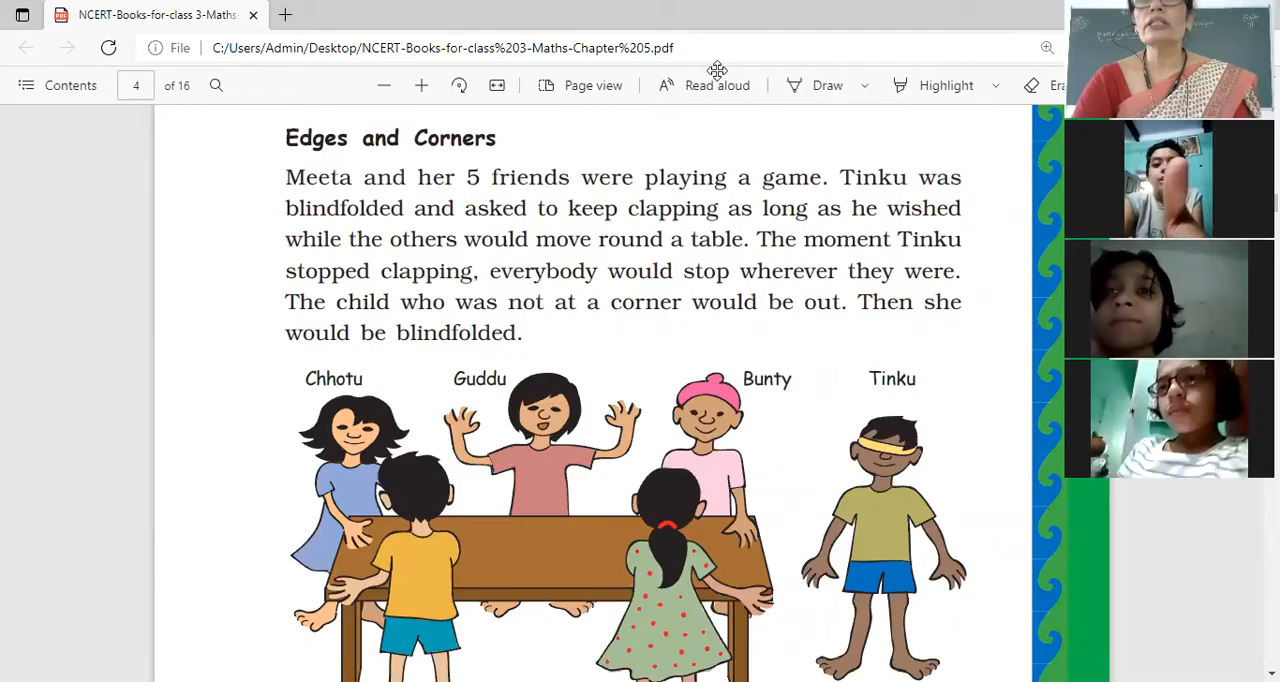 NCERT-Books-for-class 3-Maths-
File C:/Users/Admin/Desktop/NCERT-Books-for-class%203-Maths-Chapter%205.pdf
Contents 4 of 16 Page view Read aloud Draw Highlight Era
Edges and Corners
Meeta and her 5 friends were playing a game. Tinku was
blindfolded and asked to keep clapping as long as he wished
while the others would move round a table. The moment Tinku
stopped clapping, everybody would stop wherever they were.
The child who was not at a corner would be out. Then she
would be blindfolded.
Chhotu Guddu Bunty Tinku